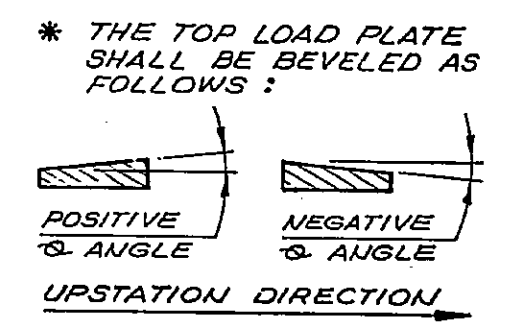 * THE TOP LOAD PLATE
SHALL BE BEVELED AS
FOLLOWS :
POSITIVE
ANGLE
NEGATIVE
ANGLE
UPSTATION DIRECTION